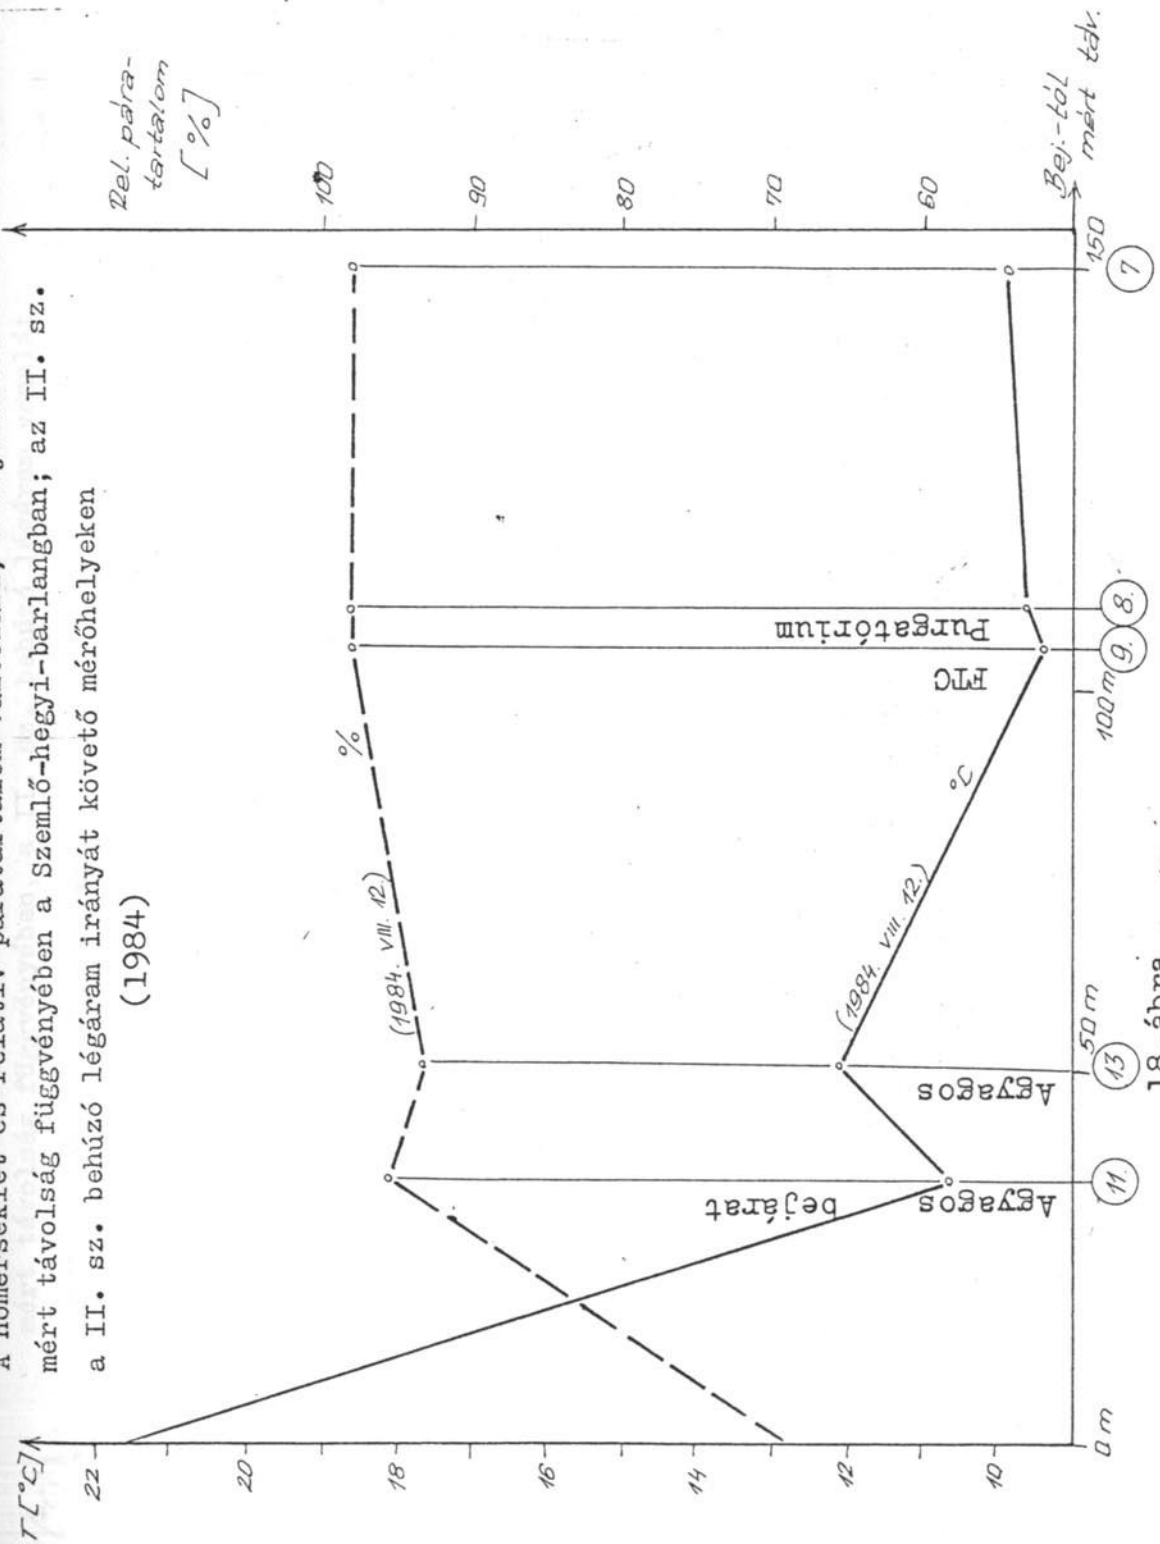 A hőmérséklet és relatív páratartalom
mért távolság függvényében a Szemlő-hegyi-barlangban; az II. sz.
a II. sz. behúzó légáram irányát követő mérőhelyeken
(1984)
T [°C]
22
20
18
16
14
12
10
Rel. pára-
tartalom
[%]
100
90
80
70
60
%
(1984. VIII. 12.)
°C
(1984. VIII. 12.)
Agyagos
bejárat
Agyagos
FTC
Purgatórium
0 m
50 m
100 m
150
Bej.-tól
mért táv.
11.
13
9.
8.
7
18. ábra